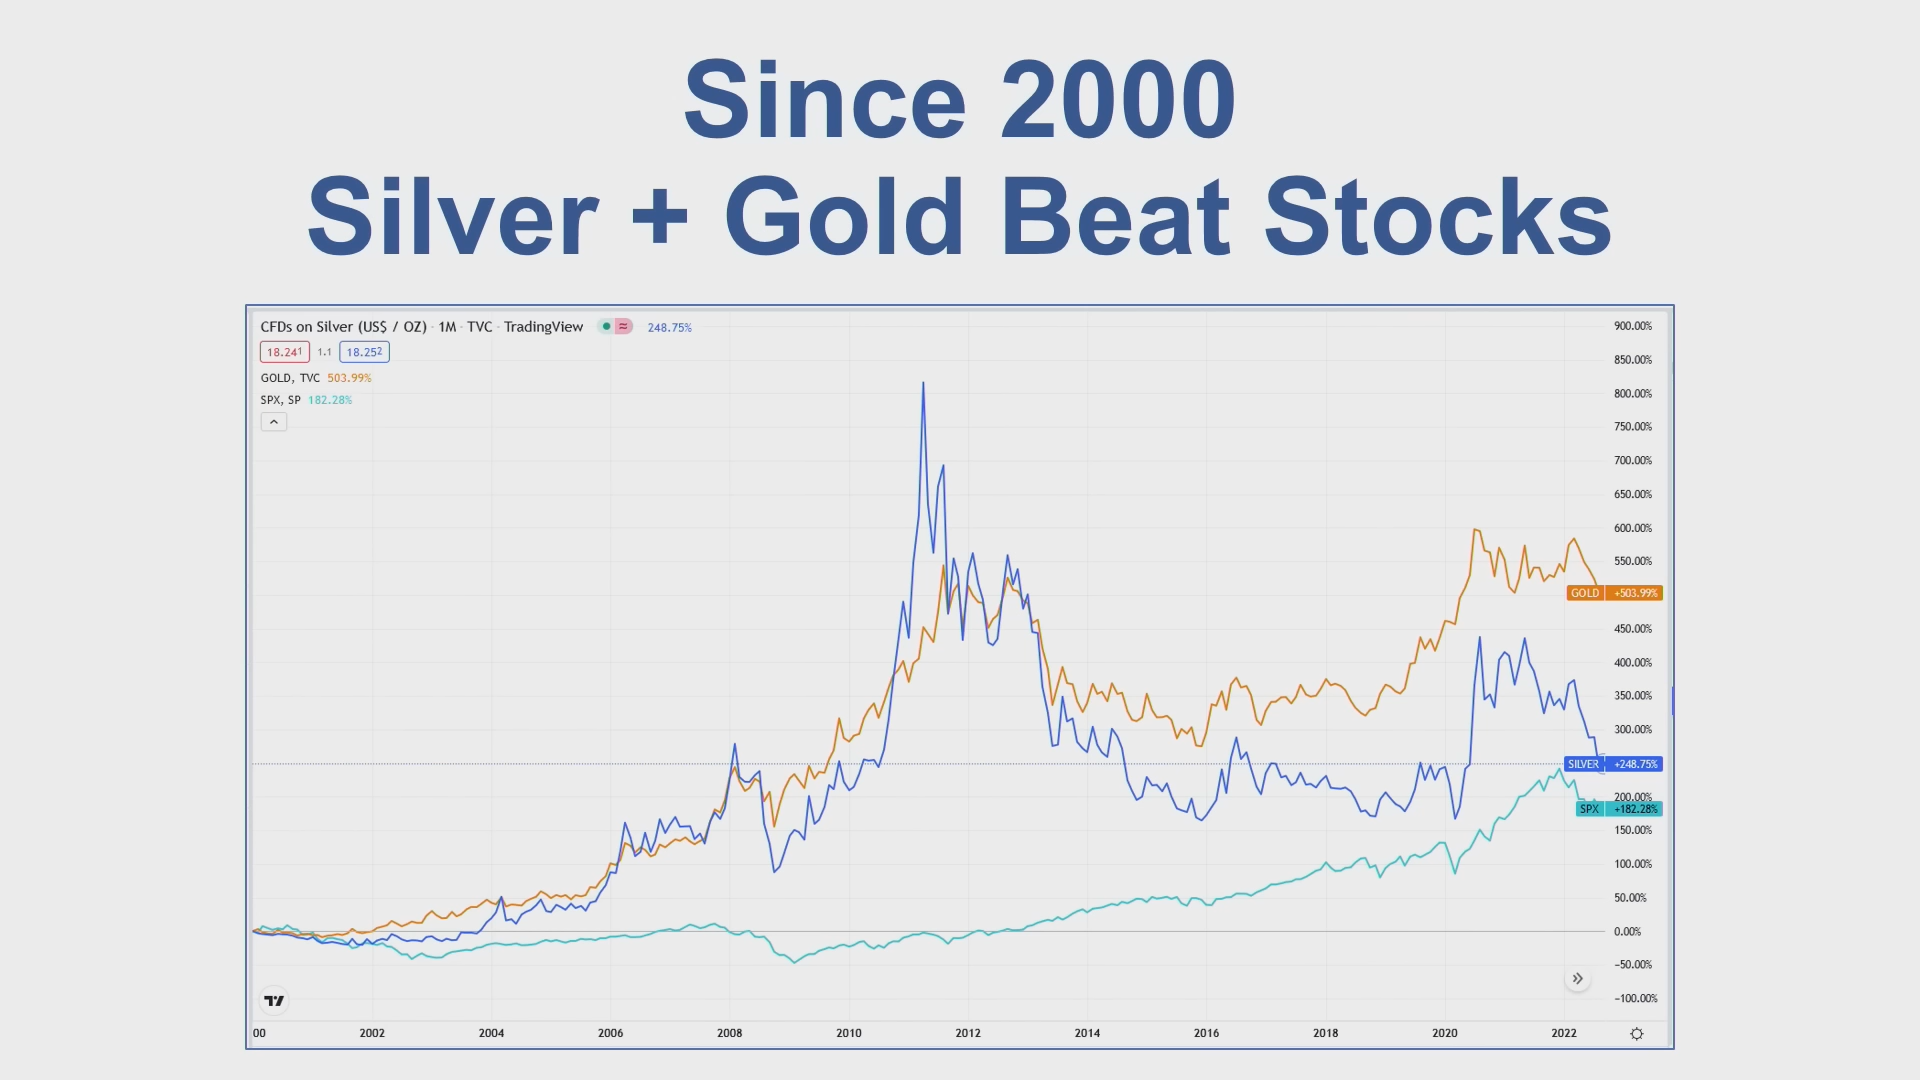 Since 2000
Silver + Gold Beat Stocks
CFDs on Silver (US$ / OZ) · 1M · TVC · TradingView 248.75%
18.241 1.1 18.252
GOLD, TVC 503.99%
SPX, SP 182.28%
900.00%
850.00%
800.00%
750.00%
700.00%
650.00%
600.00%
550.00%
GOLD +503.99%
450.00%
400.00%
350.00%
300.00%
SILVER +248.75%
200.00%
SPX +182.28%
150.00%
100.00%
50.00%
0.00%
−50.00%
−100.00%
00 2002 2004 2006 2008 2010 2012 2014 2016 2018 2020 2022